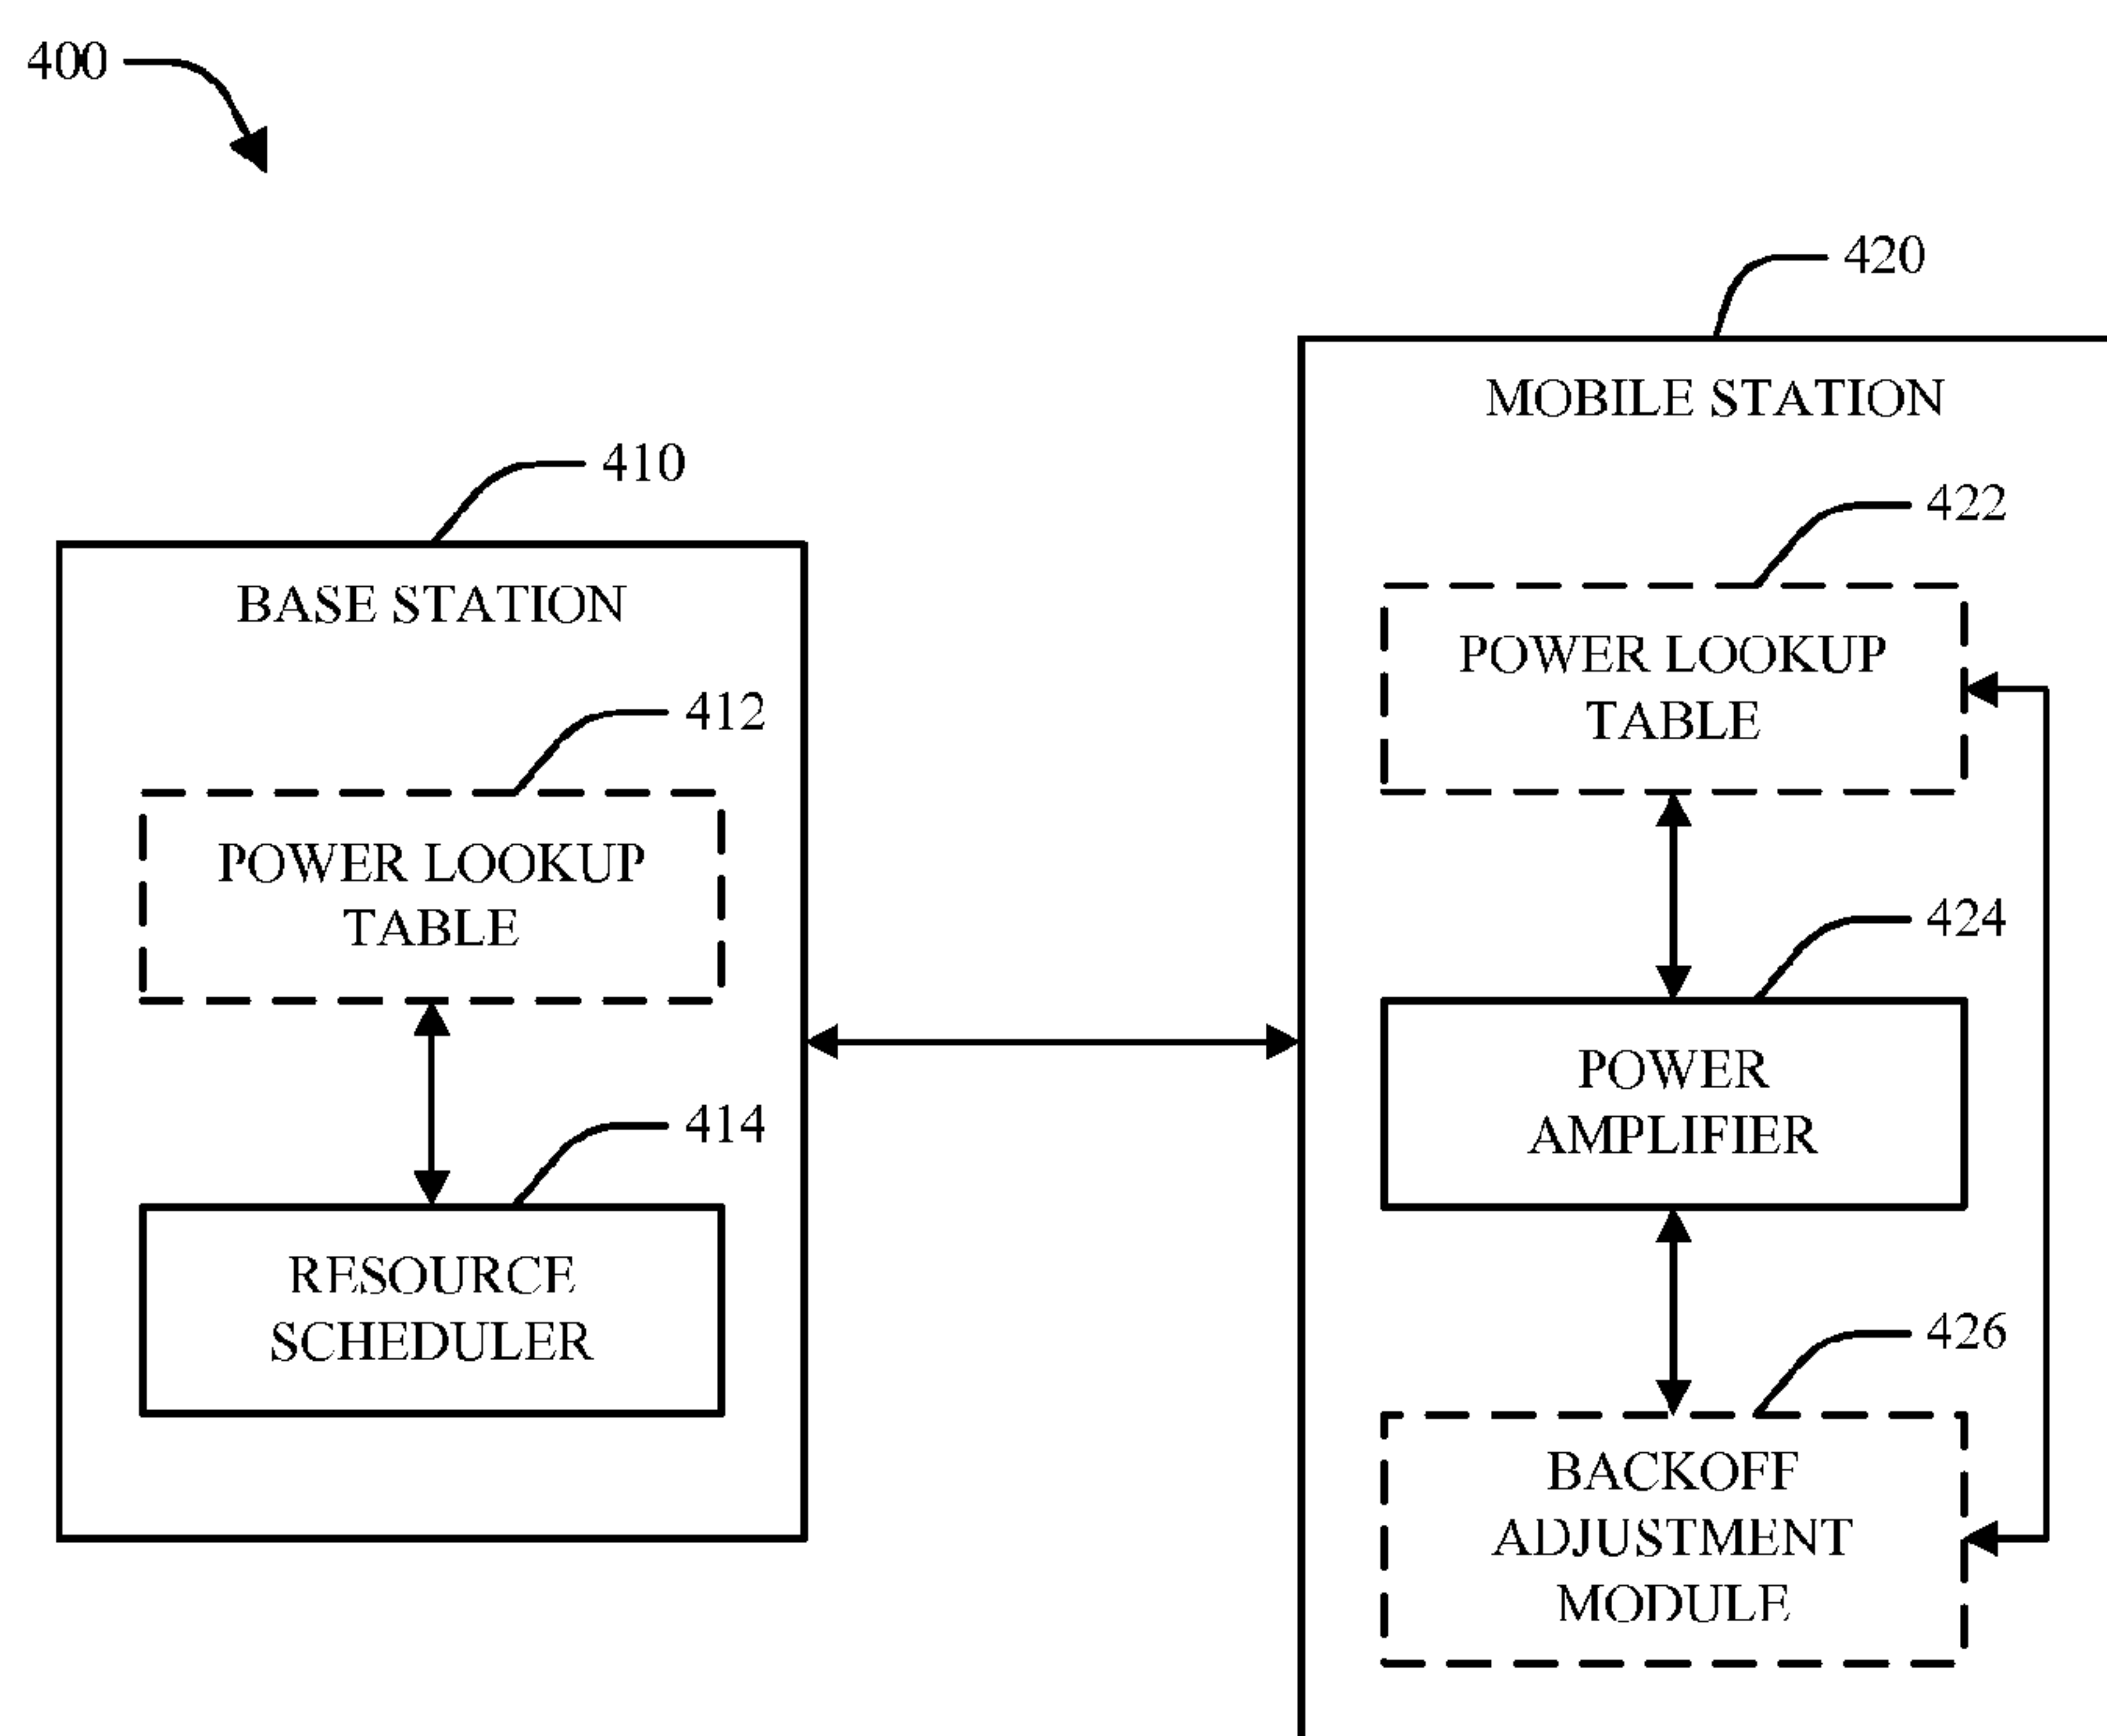 400
420
MOBILE STATION
410
422
BASE STATION
POWER LOOKUP
TABLE
412
POWER LOOKUP
TABLE
424
POWER
AMPLIFIER
414
RESOURCE
SCHEDULER
426
BACKOFF
ADJUSTMENT
MODULE